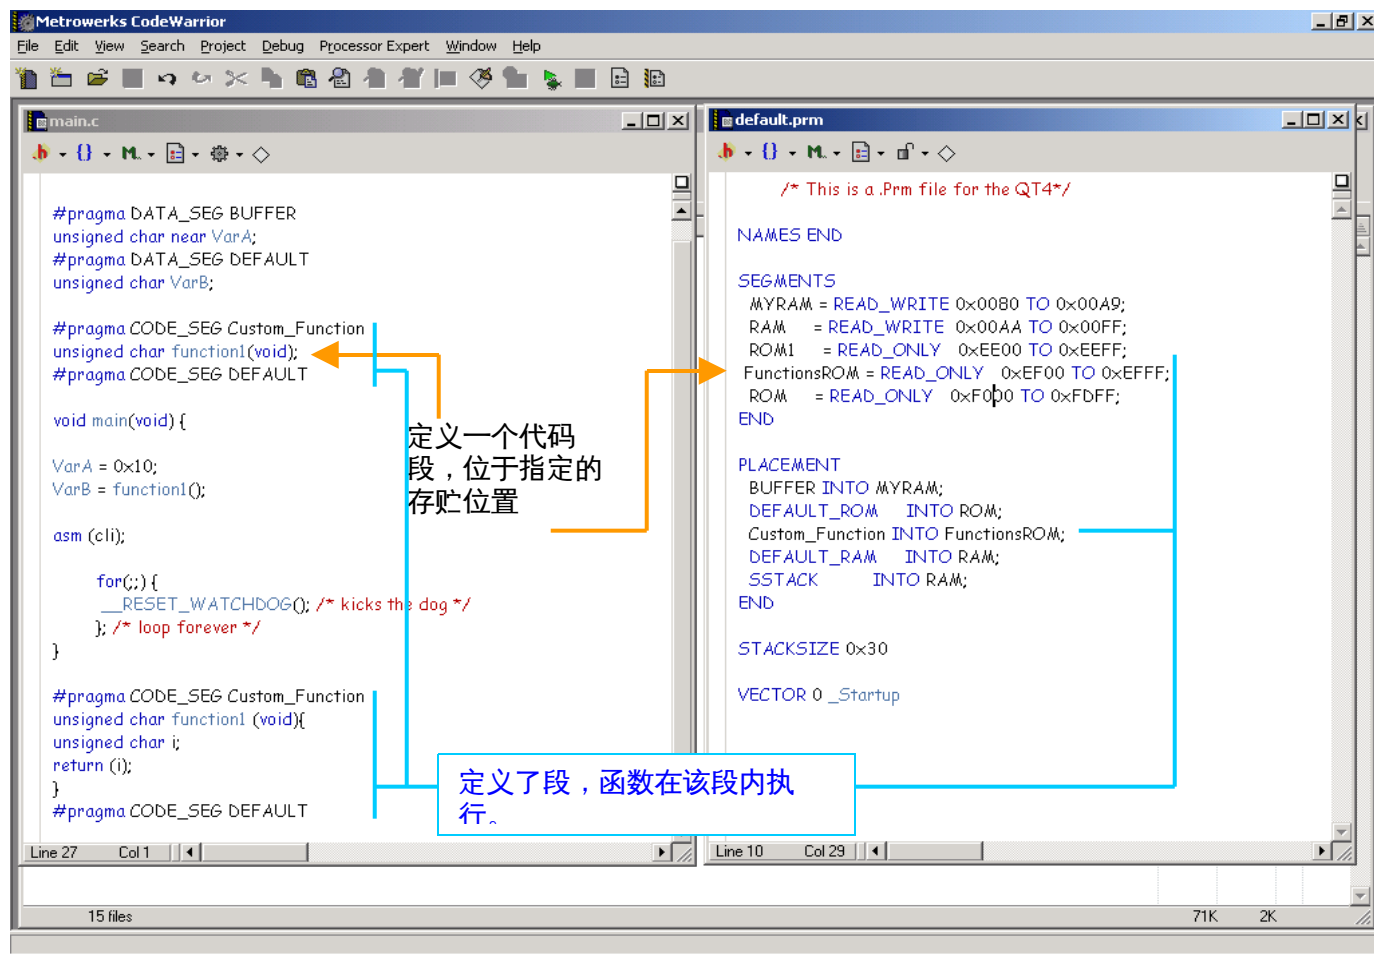 Metrowerks CodeWarrior
File Edit View Search Project Debug Processor Expert Window Help
main.c
#pragma DATA_SEG BUFFER
unsigned char near VarA;
#pragma DATA_SEG DEFAULT
unsigned char VarB;
#pragma CODE_SEG Custom_Function
unsigned char function1(void);
#pragma CODE_SEG DEFAULT
void main(void) {
VarA = 0x10;
VarB = function1();
asm (cli);
for(;;) {
__RESET_WATCHDOG(); /* kicks the dog */
}; /* loop forever */
}
#pragma CODE_SEG Custom_Function
unsigned char function1 (void){
unsigned char i;
return (i);
}
#pragma CODE_SEG DEFAULT
Line 27 Col 1
定义一个代码
段，位于指定的
存贮位置
default.prm
/* This is a .Prm file for the QT4*/
NAMES END
SEGMENTS
MYRAM = READ_WRITE 0x0080 TO 0x00A9;
RAM = READ_WRITE 0x00AA TO 0x00FF;
ROM1 = READ_ONLY 0xEE00 TO 0xEEFF;
FunctionsROM = READ_ONLY 0xEF00 TO 0xEFFF;
ROM = READ_ONLY 0xF000 TO 0xFDFF;
END
PLACEMENT
BUFFER INTO MYRAM;
DEFAULT_ROM INTO ROM;
Custom_Function INTO FunctionsROM;
DEFAULT_RAM INTO RAM;
SSTACK INTO RAM;
END
STACKSIZE 0x30
VECTOR 0 _Startup
Line 10 Col 29
定义了段，函数在该段内执
行。
15 files 71K 2K